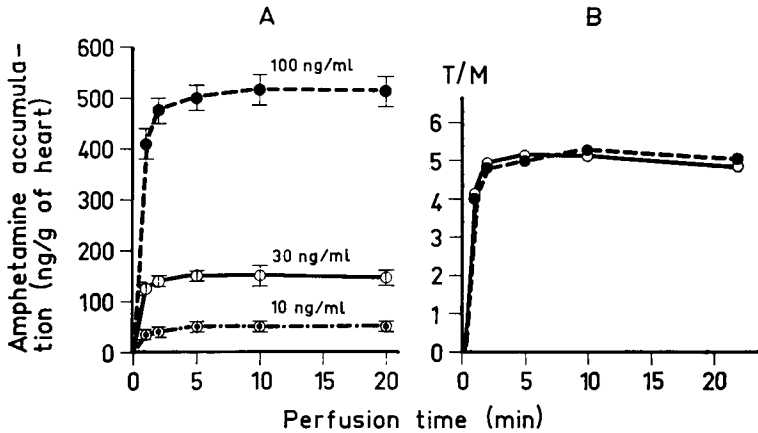 A
B
Amphetamine accumula-
tion (ng/g of heart)
600
500
400
300
200
100
0
100 ng/ml
30 ng/ml
10 ng/ml
0 5 10 15 20
T/M
6
5
4
3
2
1
0
0 5 10 15 20
Perfusion time (min)